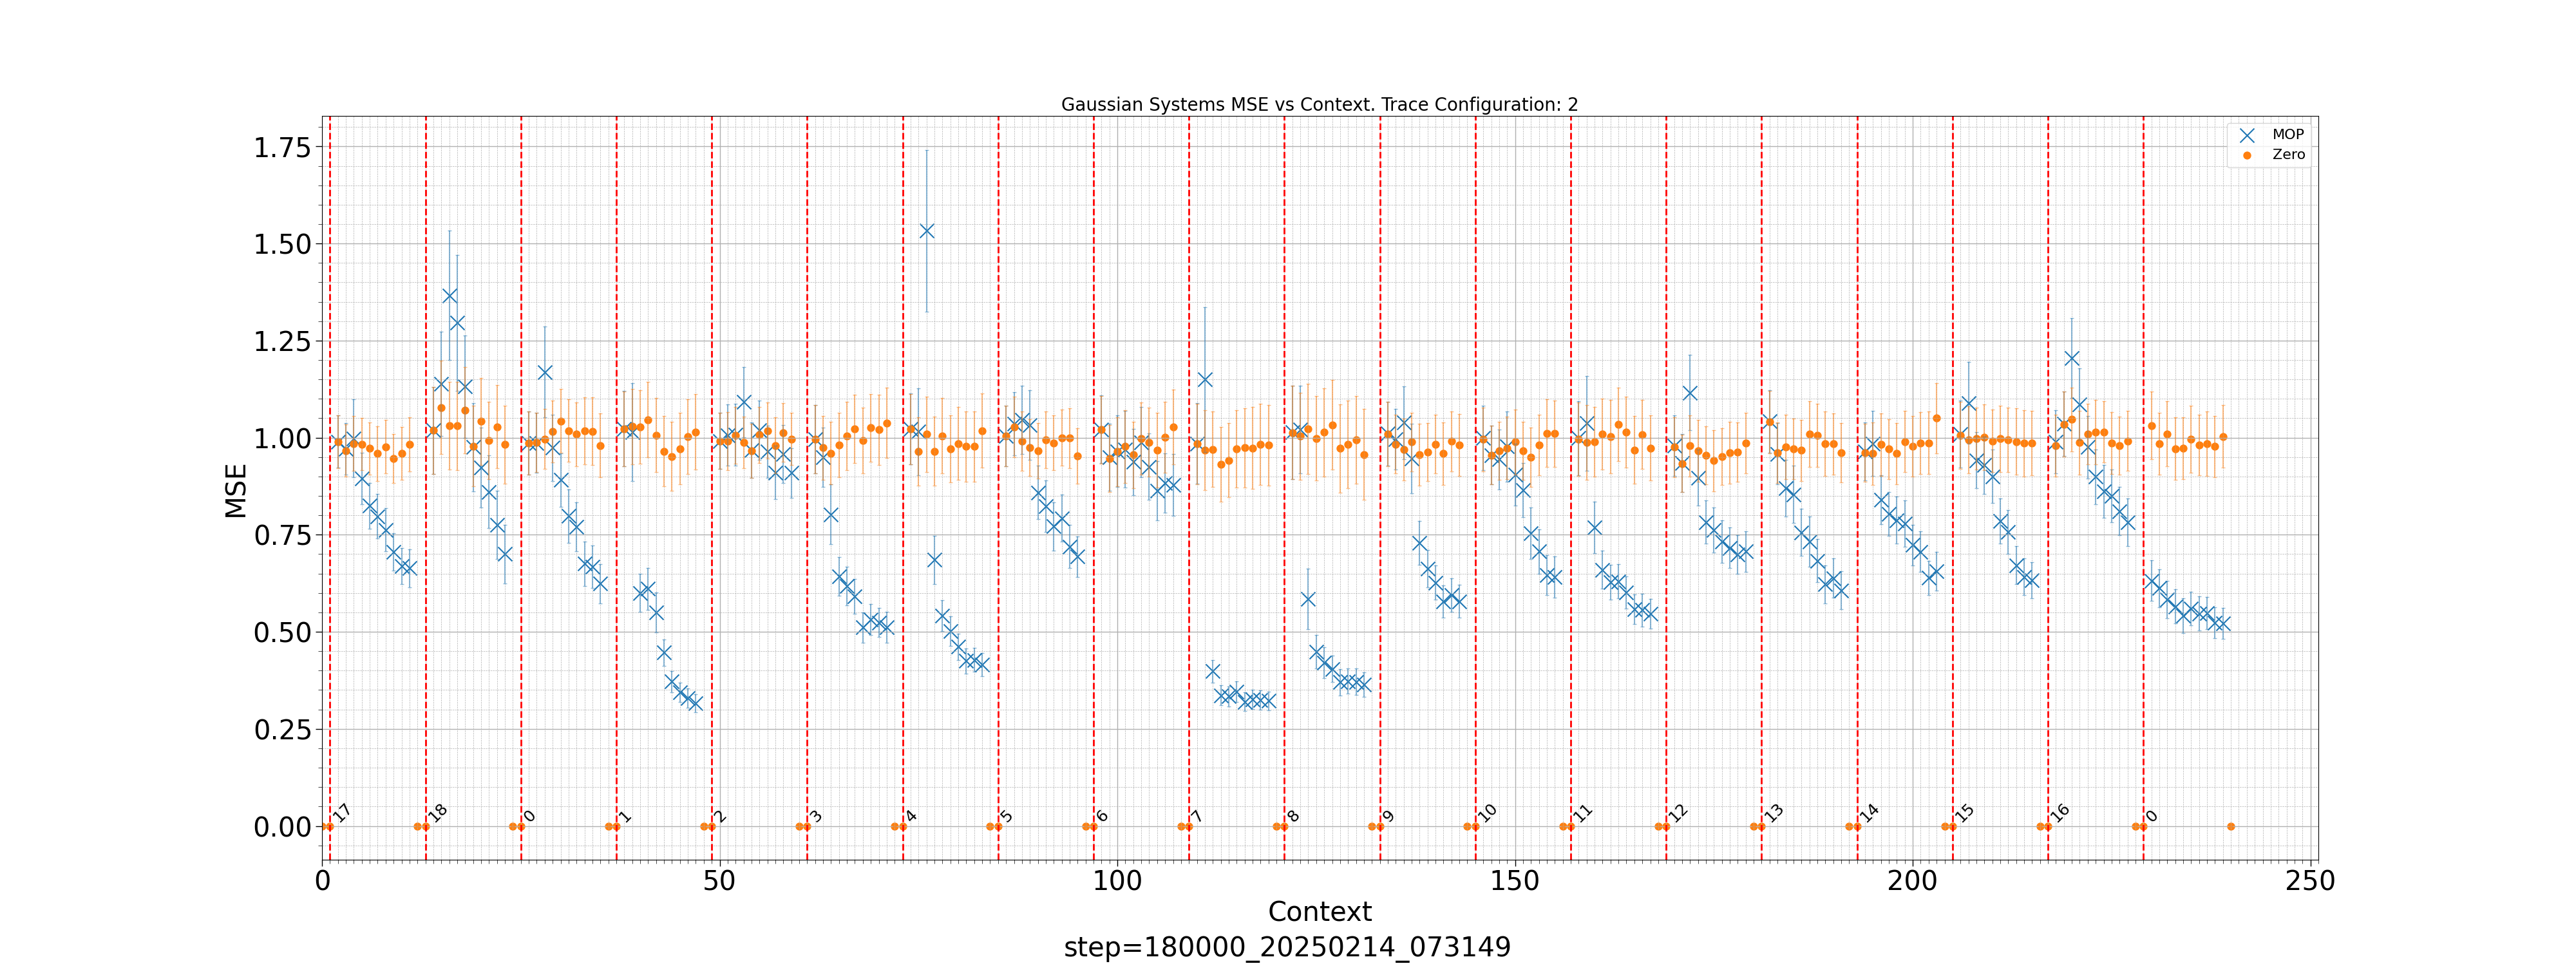 Gaussian Systems MSE vs Context. Trace Configuration: 2
MOP
Zero
MSE
1.75
1.50
1.25
1.00
0.75
0.50
0.25
0.00
17 18 0 1 2 3 4 5 6 7 8 9 10 11 12 13 14 15 16 0
0 50 100 150 200 250
Context
step=180000_20250214_073149